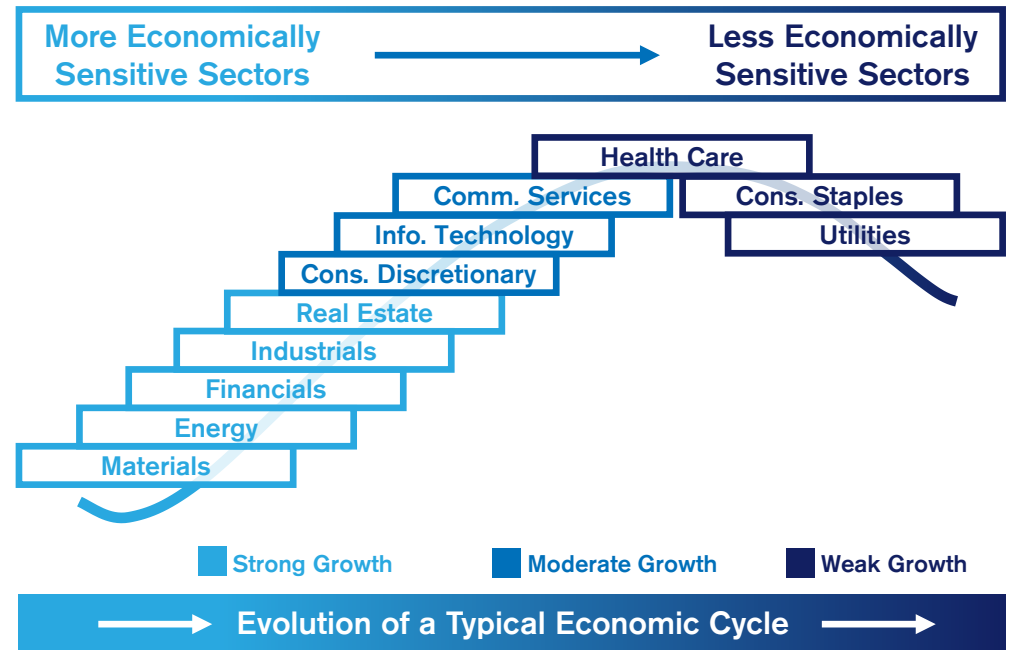 More Economically
Sensitive Sectors
Less Economically
Sensitive Sectors
Health Care
Comm. Services
Cons. Staples
Info. Technology
Utilities
Cons. Discretionary
Real Estate
Industrials
Financials
Energy
Materials
Strong Growth
Moderate Growth
Weak Growth
Evolution of a Typical Economic Cycle